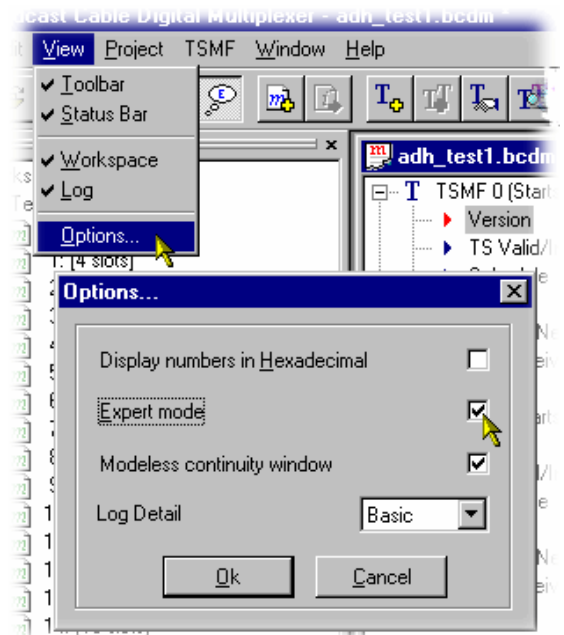 Cable Digital Multiplexer - adh_test1.bcdm *
View Project TSMF Window Help
Toolbar
Status Bar
Workspace
Log
Options...
adh_test1.bcdm
T TSMF 0 (Start
Version
TS Valid/
1: [4 slots]
Options...
Display numbers in Hexadecimal
Expert mode
Modeless continuity window
Log Detail
Basic
Ok
Cancel